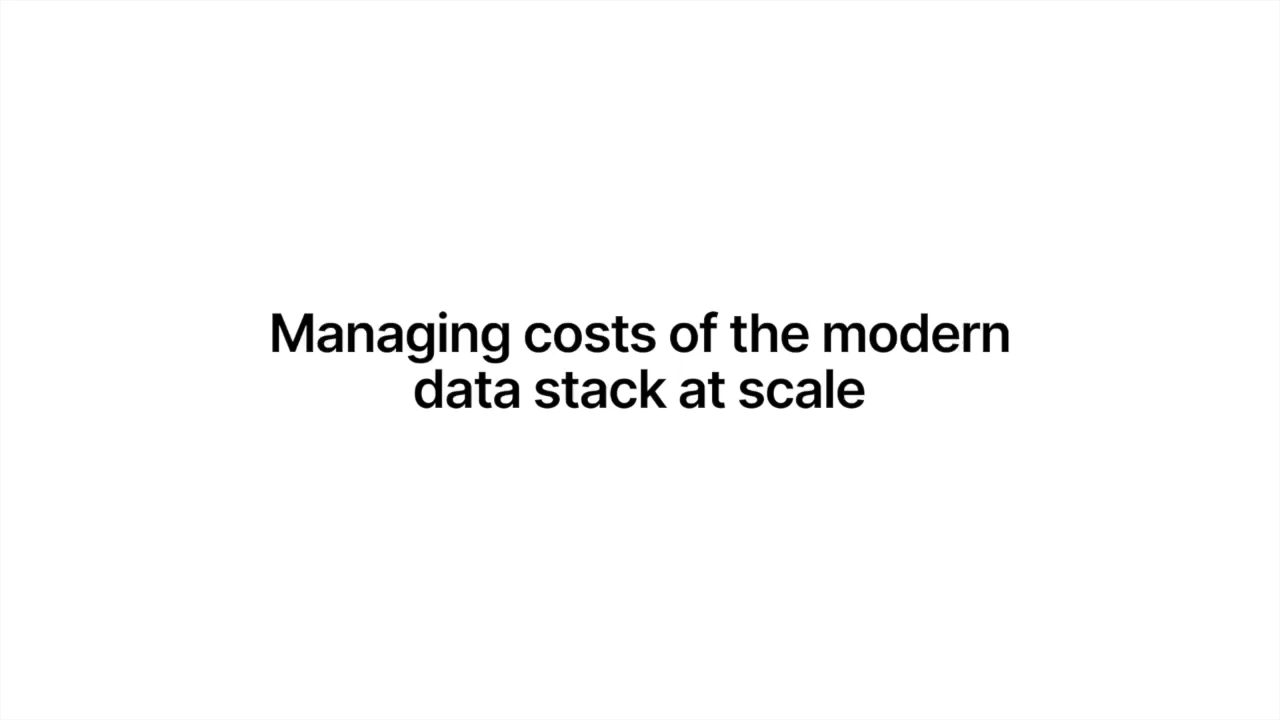 Managing costs of the modern
data stack at scale